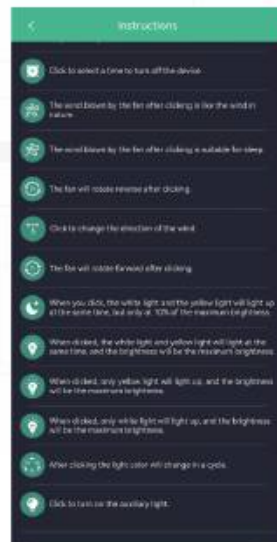 Instructions
Click to select a time to turn off the device
The wind blown by the fan after clicking is like the wind in
nature.
The wind blown by the fan after clicking is suitable for sleep.
The fan will rotate reverse after clicking.
Click to change the direction of the wind.
The fan will rotate forward after clicking.
When you click, the white light and the yellow light will light up
at the same time, but only at 10% of the maximum brightness.
When clicked, the white light and yellow light will light at the
same time, and the brightness will be the maximum brightness.
When clicked, only yellow light will light up, and the brightness
will be the maximum brightness.
When clicked, only white light will light up, and the brightness
will be the maximum brightness.
After clicking the light color will change in a cycle.
Click to turn on the auxiliary light.